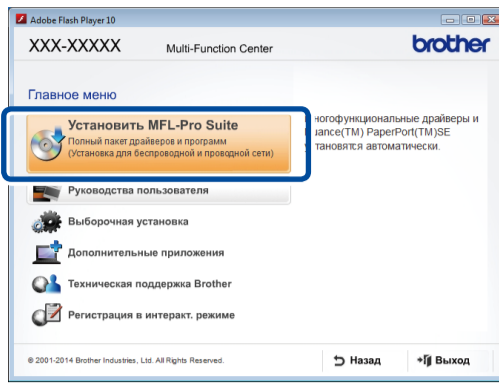 Adobe Flash Player 10
XXX-XXXXX
Multi-Function Center
brother
Главное меню
Установить MFL-Pro Suite
Полный пакет драйверов и программ
(Установка для беспроводной и проводной сети)
ногофункциональные драйверы и
uance(TM) PaperPort(TM)SE
тановятся автоматически.
Руководства пользователя
Выборочная установка
Дополнительные приложения
Техническая поддержка Brother
Регистрация в интеракт. режиме
© 2001-2014 Brother Industries, Ltd. All Rights Reserved.
Назад
Выход